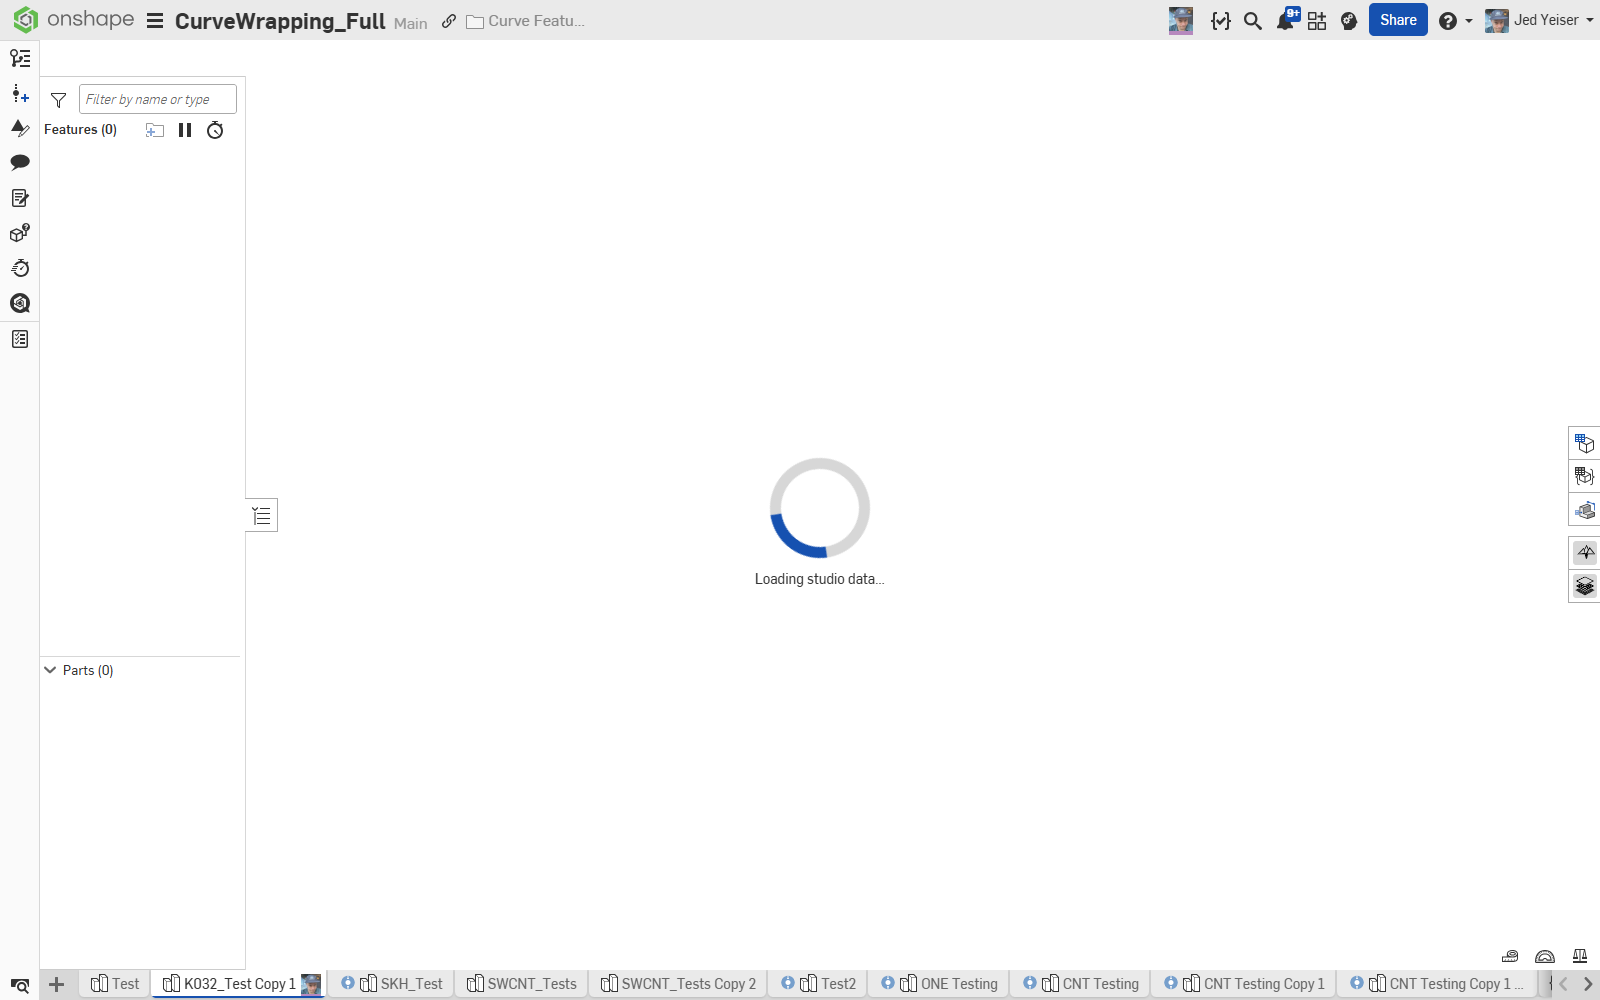 onshape
CurveWrapping_Full Main
Curve Featu...
9+
Share
Jed Yeiser
Filter by name or type
Features (0)
Loading studio data...
Parts (0)
Test
K032_Test Copy 1
SKH_Test
SWCNT_Tests
SWCNT_Tests Copy 2
Test2
ONE Testing
CNT Testing
CNT Testing Copy 1
CNT Testing Copy 1 ...